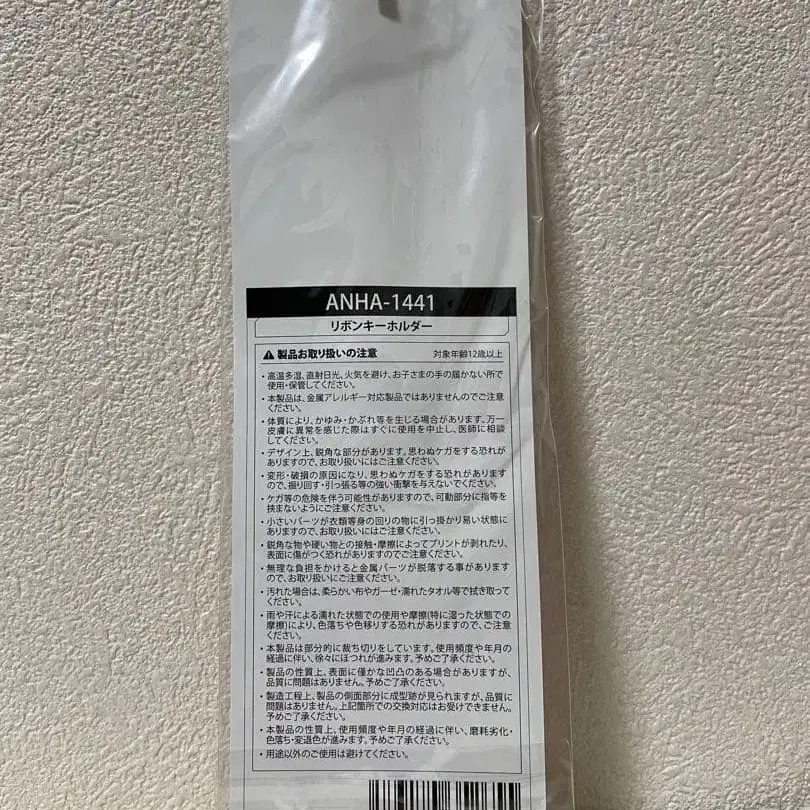 ANHA-1441
リボンキーホルダー
⚠ 製品お取り扱いの注意 対象年齢12歳以上
・高温多湿、直射日光、火気を避け、お子さまの手の届かない所で
使用・保管してください。
・本製品は、金属アレルギー対応製品ではありませんのでご注意
ください。
・体質により、かゆみ・かぶれ等を生じる場合があります。万一
皮膚に異常を感じた際はすぐに使用を中止し、医師に相談
してください。
・デザイン上、鋭角な部分があります。思わぬケガをする恐れが
ありますので、お取り扱いにはご注意ください。
・変形・破損の原因になり、思わぬケガをする恐れがあります
ので、振り回す・引っ張る等の強い衝撃を与えないでください。
・ケガ等の危険を伴う可能性がありますので、可動部分に指等を
挟まないようにご注意ください。
・小さいパーツが衣類等身の回りの物に引っ掛かり易い状態に
ありますので、お取り扱いにはご注意ください。
・鋭角な物や硬い物との接触・摩擦によってプリントが剥れたり、
表面に傷がつく恐れがありますのでご注意ください。
・無理な負担をかけると金属パーツが脱落する事があります
ので、お取り扱いにご注意ください。
・汚れた場合は、柔らかい布やガーゼ・濡れたタオル等で拭き取って
ください。
・雨や汗による濡れた状態での使用や摩擦(特に湿った状態での
摩擦)により、色落ちや色移りする恐れがありますので、ご注意
ください。
・本製品は部分的に裁ち切りをしています。使用頻度や年月の
経過に伴い、徐々にほつれが進みます。予めご了承ください。
・製品の性質上、表面に僅かな凹凸のある場合がありますが、
品質に問題はありません。予めご了承ください。
・製造工程上、製品の側面部分に成型跡が見られますが、品質に
問題はありません。上記箇所での交換対応はお受けできません。
予めご了承ください。
・本製品の性質上、使用頻度や年月の経過に伴い、磨耗劣化・
色落ち・変退色が進みます。予めご了承ください。
・用途以外のご使用は避けてください。